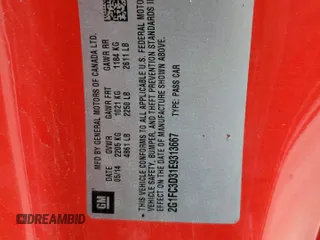 MFD BY GENERAL MOTORS OF CANADA LTD.
DATE GVWR GAWR FRT GAWR RR
05/14 2205 KG 1021 KG 1184 KG
4861 LB 2250 LB 2611 LB
THIS VEHICLE CONFORMS TO ALL APPLICABLE U.S. FEDERAL MOTOR
VEHICLE SAFETY, BUMPER, AND THEFT PREVENTION STANDARDS
IN EFFECT ON THE DATE OF MANUFACTURE SHOWN ABOVE.
2G1FC3D31E9313667 TYPE: PASS CAR
GM
DREAMBID